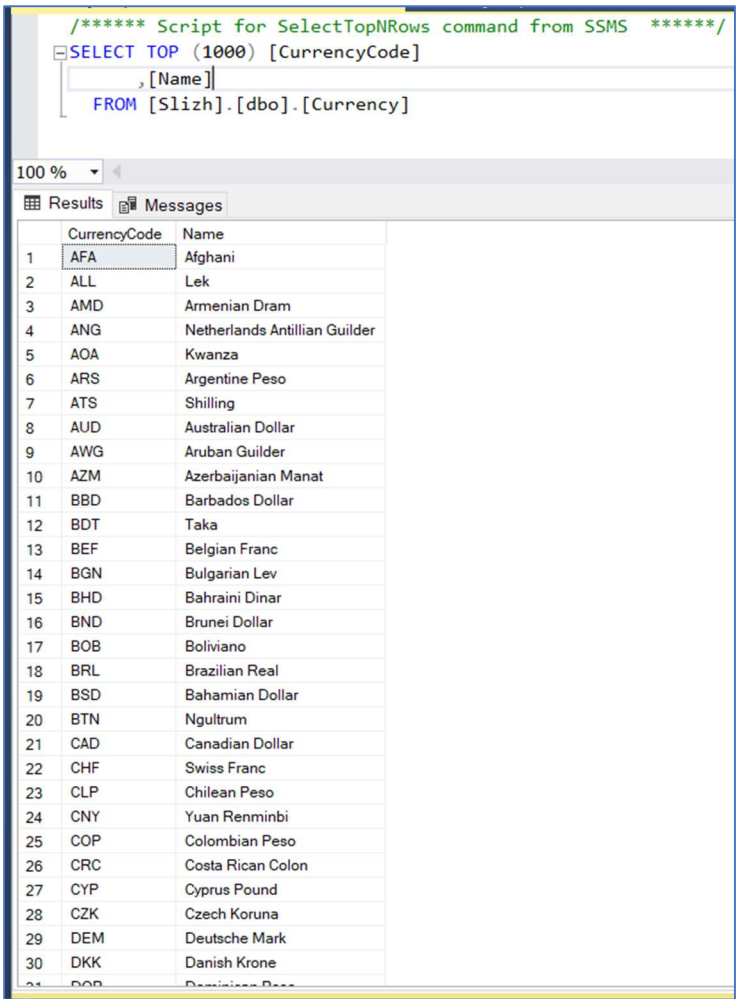 /****** Script for SelectTopNRows command from SSMS ******/
SELECT TOP (1000) [CurrencyCode]
,[Name]
FROM [Slizh].[dbo].[Currency]
100 %
Results Messages
CurrencyCode Name
1 AFA Afghani
2 ALL Lek
3 AMD Armenian Dram
4 ANG Netherlands Antillian Guilder
5 AOA Kwanza
6 ARS Argentine Peso
7 ATS Shilling
8 AUD Australian Dollar
9 AWG Aruban Guilder
10 AZM Azerbaijanian Manat
11 BBD Barbados Dollar
12 BDT Taka
13 BEF Belgian Franc
14 BGN Bulgarian Lev
15 BHD Bahraini Dinar
16 BND Brunei Dollar
17 BOB Boliviano
18 BRL Brazilian Real
19 BSD Bahamian Dollar
20 BTN Ngultrum
21 CAD Canadian Dollar
22 CHF Swiss Franc
23 CLP Chilean Peso
24 CNY Yuan Renminbi
25 COP Colombian Peso
26 CRC Costa Rican Colon
27 CYP Cyprus Pound
28 CZK Czech Koruna
29 DEM Deutsche Mark
30 DKK Danish Krone